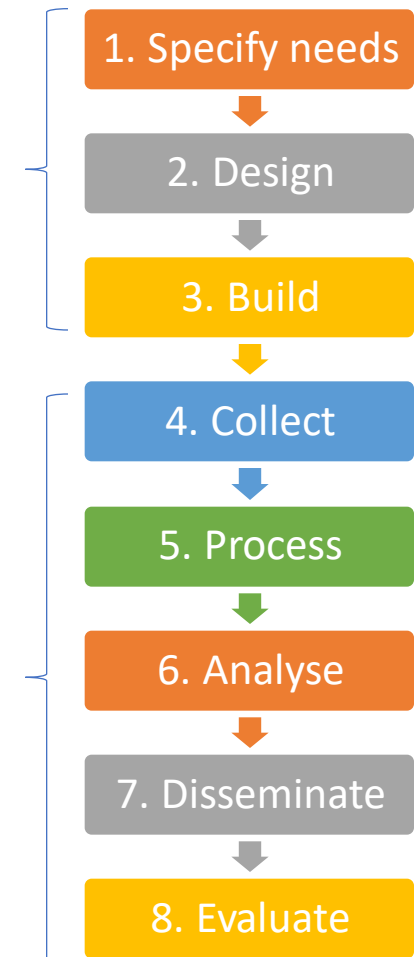 1. Specify needs
2. Design
3. Build
4. Collect
5. Process
6. Analyse
7. Disseminate
8. Evaluate